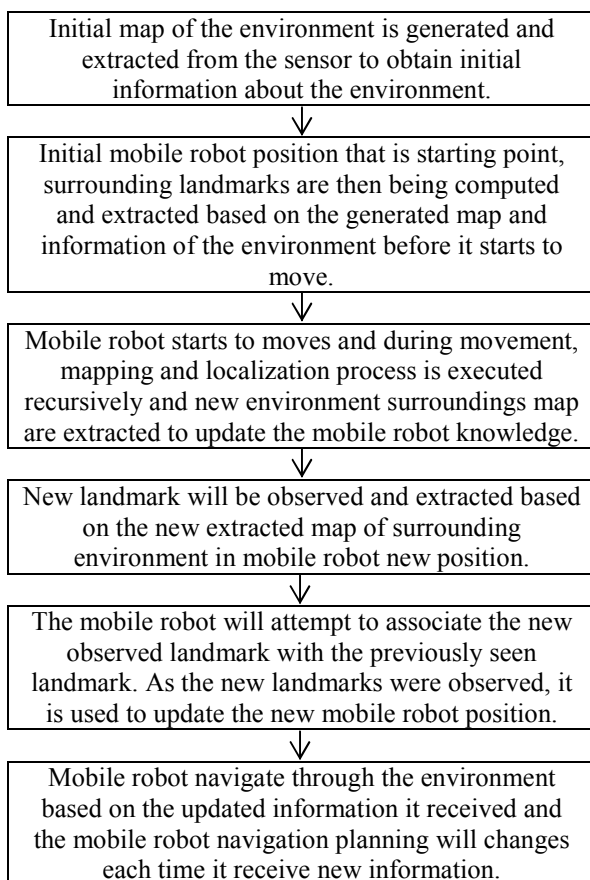 Initial map of the environment is generated and
extracted from the sensor to obtain initial
information about the environment.
Initial mobile robot position that is starting point,
surrounding landmarks are then being computed
and extracted based on the generated map and
information of the environment before it starts to
move.
Mobile robot starts to moves and during movement,
mapping and localization process is executed
recursively and new environment surroundings map
are extracted to update the mobile robot knowledge.
New landmark will be observed and extracted based
on the new extracted map of surrounding
environment in mobile robot new position.
The mobile robot will attempt to associate the new
observed landmark with the previously seen
landmark. As the new landmarks were observed, it
is used to update the new mobile robot position.
Mobile robot navigate through the environment
based on the updated information it received and
the mobile robot navigation planning will changes
each time it receive new information.